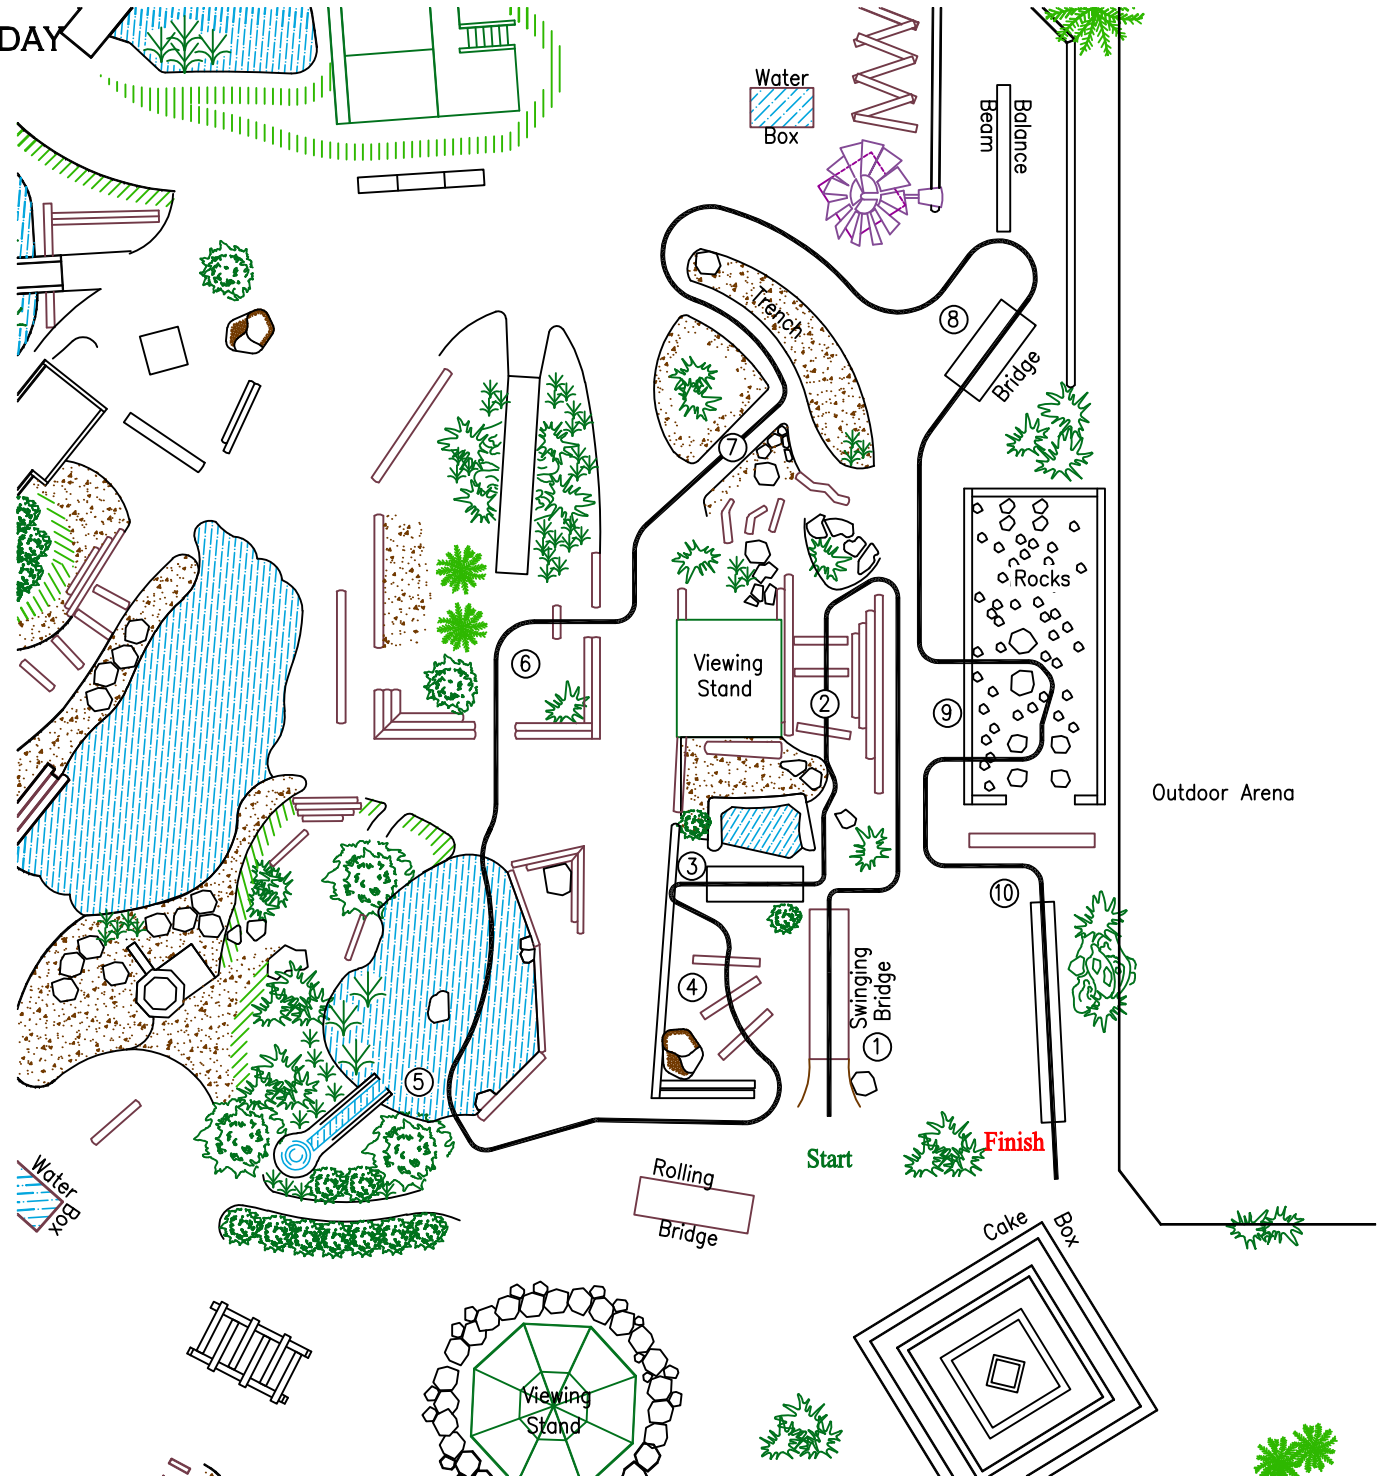 DAY
Water
Box
Balance
Beam
Trench
8
Bridge
7
Rocks
6
Viewing
Stand
2
9
Outdoor Arena
3
10
4
Swinging
Bridge
1
5
Start
Finish
Water
Box
Rolling
Bridge
Cake
Box
Viewing
Stand